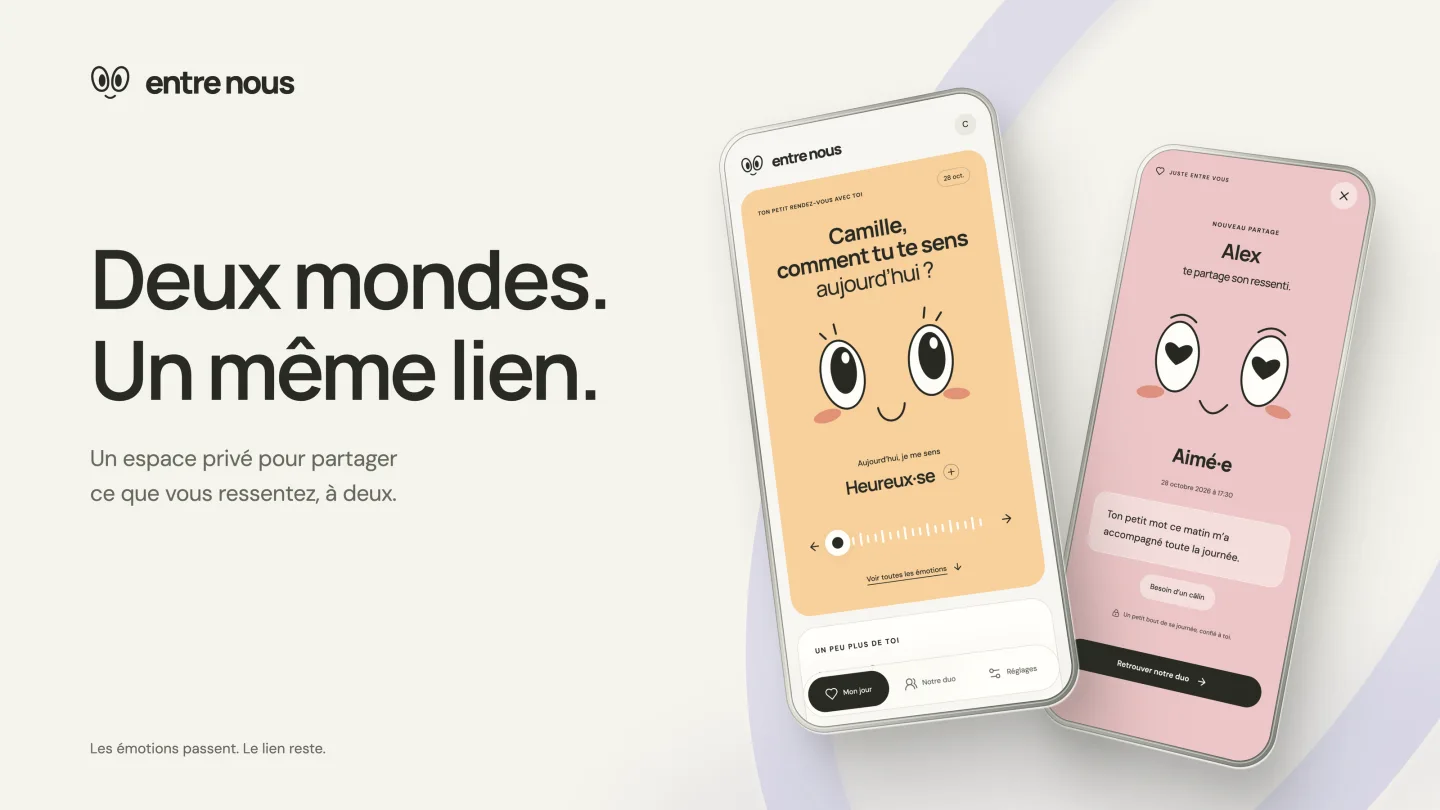 entre nous
Deux mondes.
Un même lien.
Un espace privé pour partager
ce que vous ressentez, à deux.
Les émotions passent. Le lien reste.
entre nous
C
TON PETIT RENDEZ-VOUS AVEC TOI
28 oct.
Camille,
comment tu te sens
aujourd'hui ?
Aujourd'hui, je me sens
Heureux·se
Voir toutes les émotions
UN PEU PLUS DE TOI
Mon jour
Notre duo
Réglages
JUSTE ENTRE VOUS
NOUVEAU PARTAGE
Alex
te partage son ressenti.
Aimé·e
28 octobre 2026 à 17:30
Ton petit mot ce matin m'a
accompagné toute la journée.
Besoin d'un câlin
Un petit bout de sa journée, confié à toi.
Retrouver notre duo